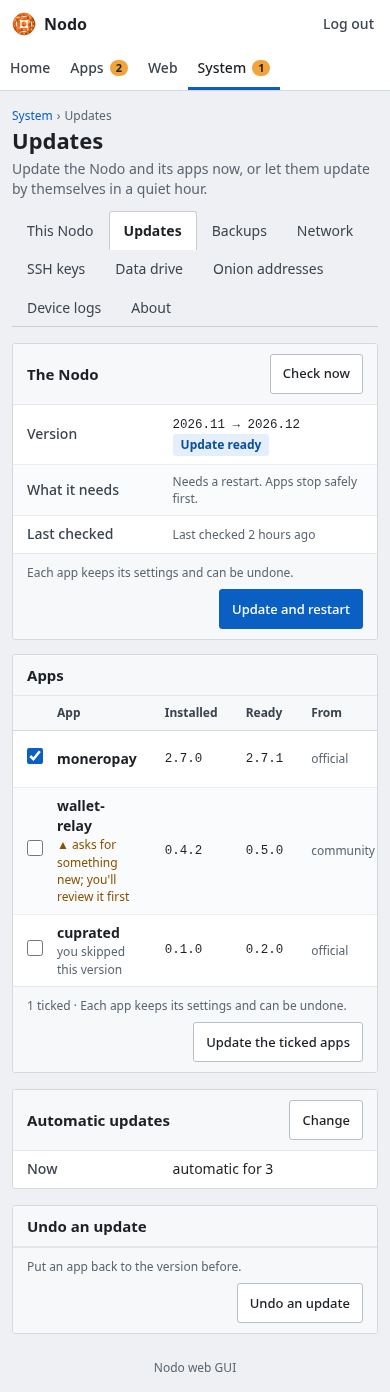 Nodo
Log out
Home
Apps 2
Web
System 1
System › Updates
Updates
Update the Nodo and its apps now, or let them update
by themselves in a quiet hour.
This Nodo
Updates
Backups
Network
SSH keys
Data drive
Onion addresses
Device logs
About
The Nodo
Check now
Version
2026.11 → 2026.12
Update ready
What it needs
Needs a restart. Apps stop safely
first.
Last checked
Last checked 2 hours ago
Each app keeps its settings and can be undone.
Update and restart
Apps
App Installed Ready From
moneropay 2.7.0 2.7.1 official
wallet-
relay
▲ asks for
something
new; you'll
review it first
0.4.2 0.5.0 community
cuprated
you skipped
this version
0.1.0 0.2.0 official
1 ticked · Each app keeps its settings and can be undone.
Update the ticked apps
Automatic updates
Change
Now
automatic for 3
Undo an update
Put an app back to the version before.
Undo an update
Nodo web GUI